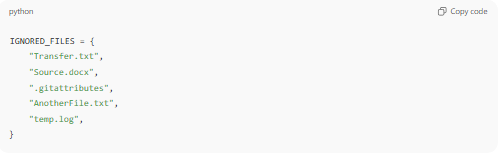 python
Copy code
IGNORED_FILES = {
    "Transfer.txt",
    "Source.docx",
    ".gitattributes",
    "AnotherFile.txt",
    "temp.log",
}